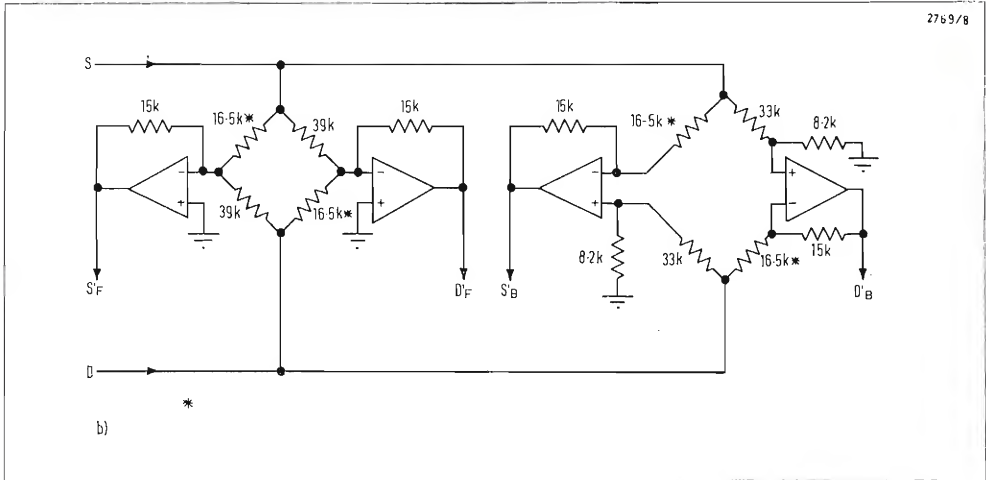 2769/8
S
15k
16·5k*
39k
15k
15k
16·5k*
33k
8·2k
-
+
-
+
-
+
+
-
39k
16·5k*
8·2k
33k
16·5k*
15k
S'F
D'F
S'B
D'B
D
*
b)